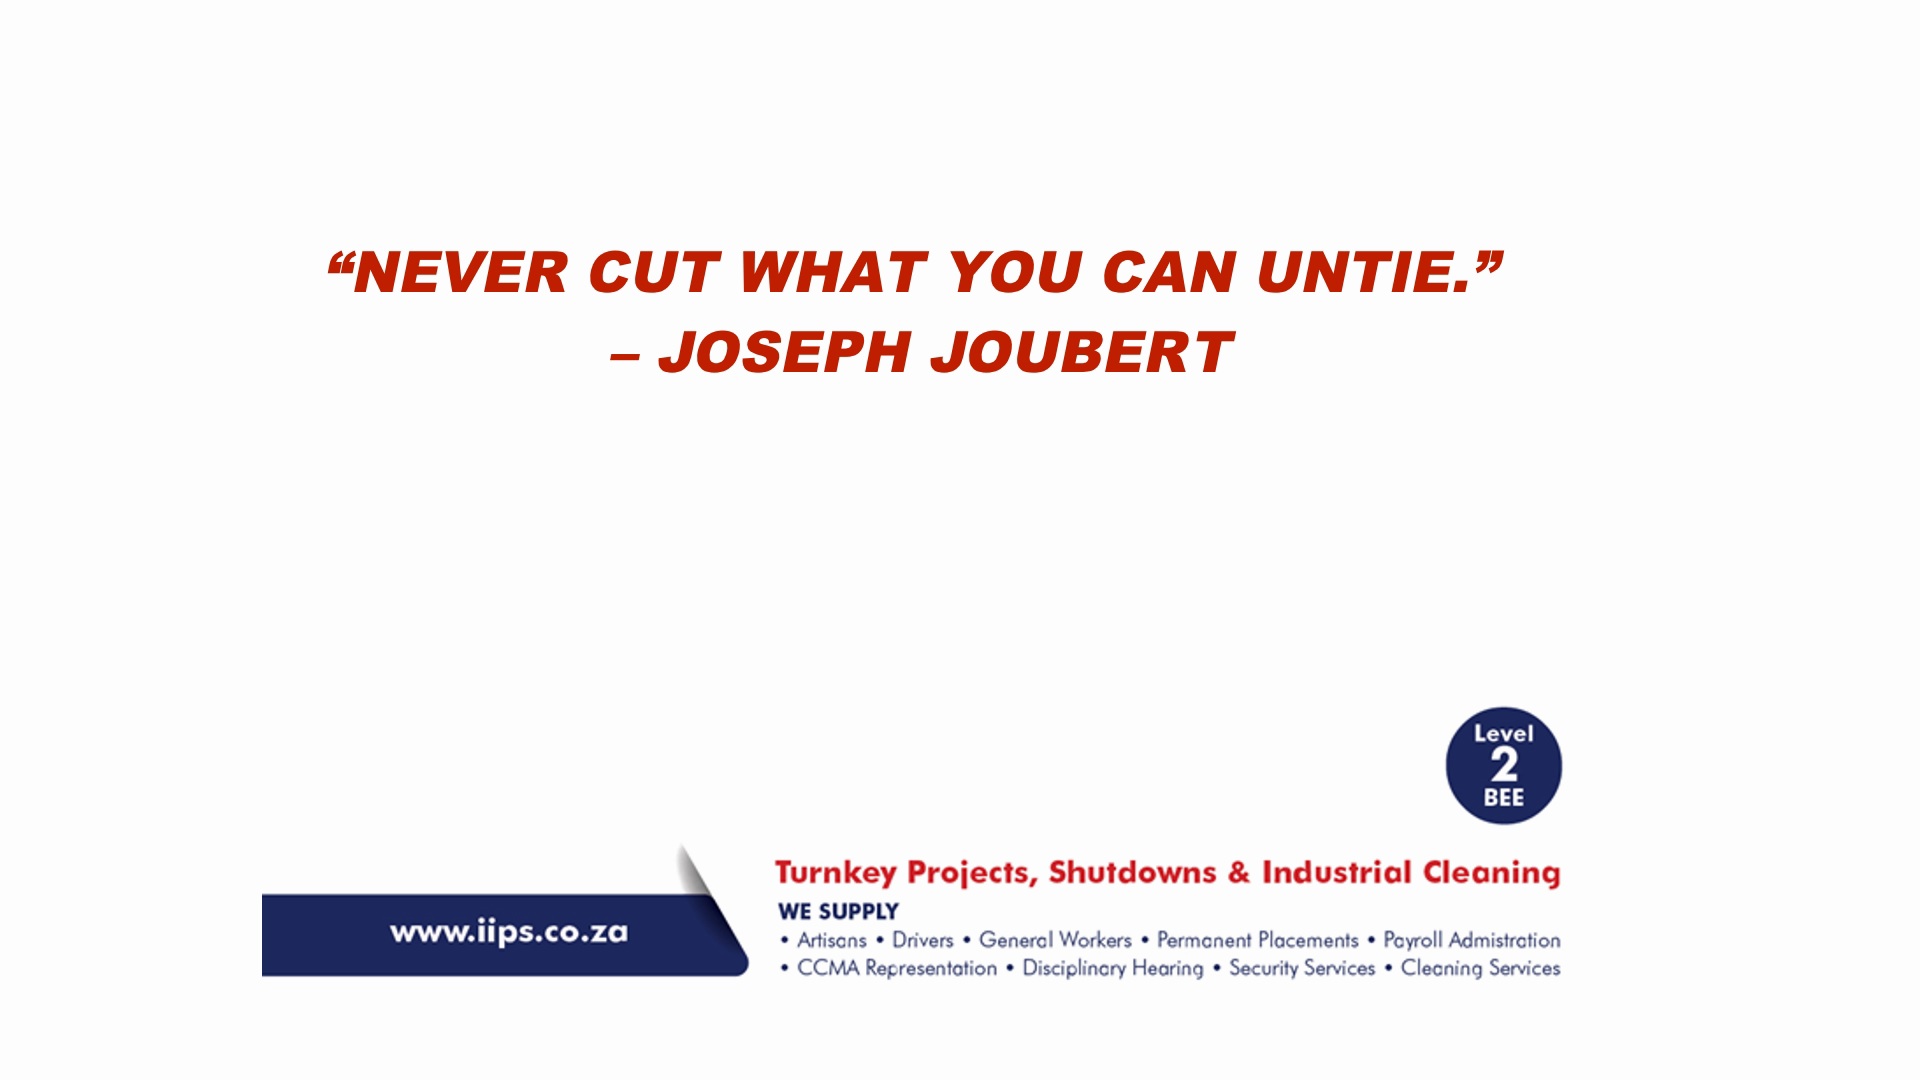 “NEVER CUT WHAT YOU CAN UNTIE.”
– JOSEPH JOUBERT
Level
2
BEE
Turnkey Projects, Shutdowns & Industrial Cleaning
WE SUPPLY
• Artisans • Drivers • General Workers • Permanent Placements • Payroll Admistration
• CCMA Representation • Disciplinary Hearing • Security Services • Cleaning Services
www.iips.co.za